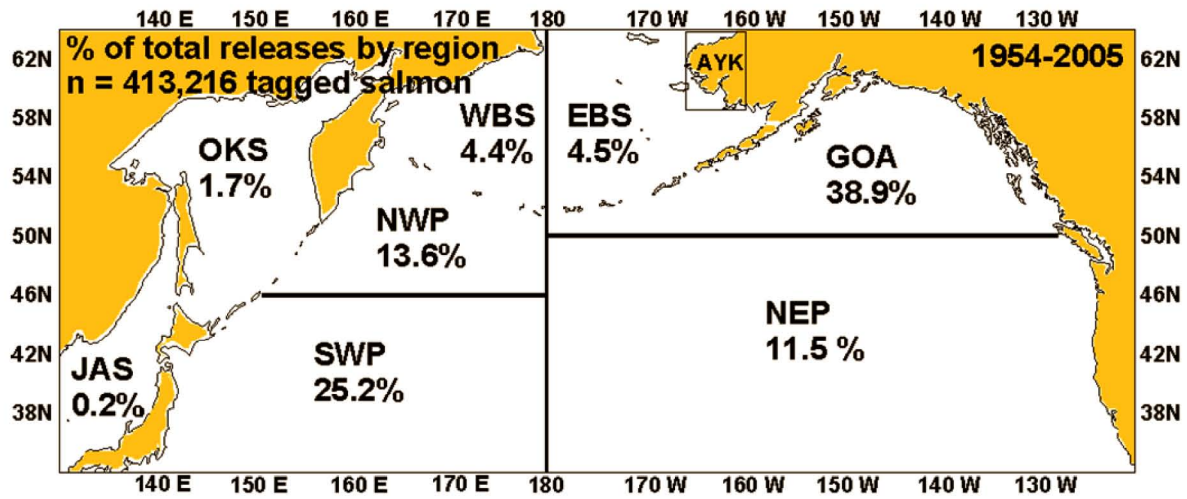 140 E 150 E 160 E 170 E 180 170 W 160 W 150 W 140 W 130 W
% of total releases by region
n = 413,216 tagged salmon
1954-2005
AYK
62N 62N
58N 58N
54N 54N
50N 50N
46N 46N
42N 42N
38N 38N
OKS
1.7%
WBS
4.4%
EBS
4.5%
GOA
38.9%
NWP
13.6%
NEP
11.5 %
SWP
25.2%
JAS
0.2%
140 E 150 E 160 E 170 E 180 170 W 160 W 150 W 140 W 130 W